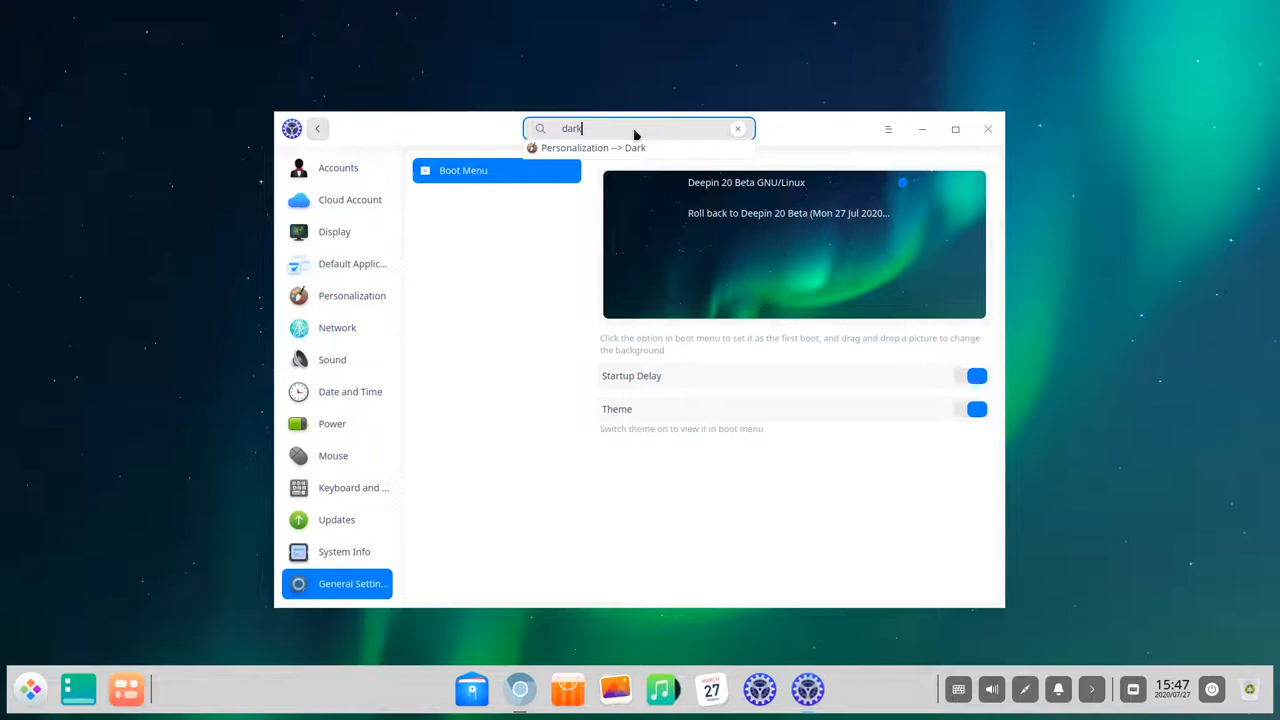 dark
Personalization --> Dark
Accounts
Cloud Account
Display
Default Applic...
Personalization
Network
Sound
Date and Time
Power
Mouse
Keyboard and ...
Updates
System Info
General Settin...
Boot Menu
Deepin 20 Beta GNU/Linux
Roll back to Deepin 20 Beta (Mon 27 Jul 2020...
Click the option in boot menu to set it as the first boot, and drag and drop a picture to change
the background
Startup Delay
Theme
Switch theme on to view it in boot menu
MARCH
27
15:47
2020/07/27